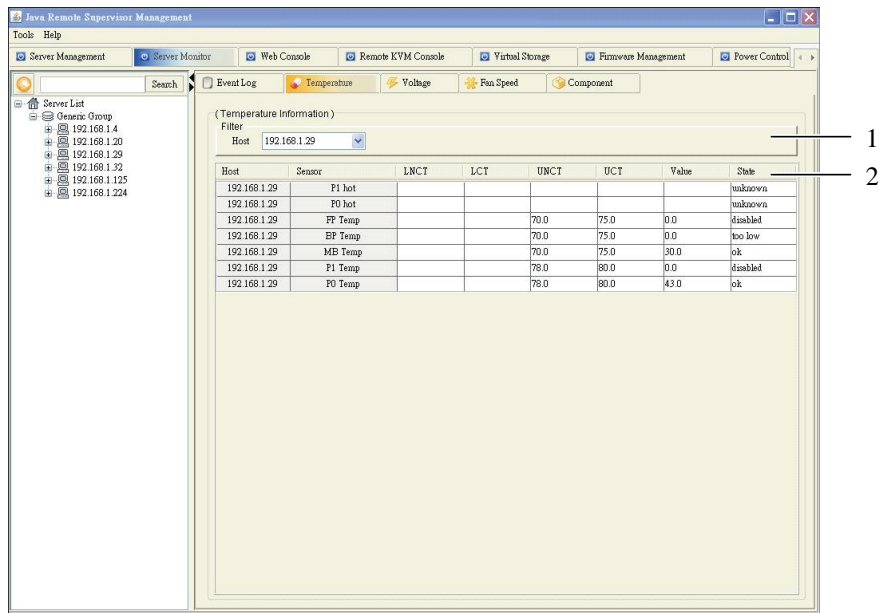 Java Remote Supervisor Management
Tools Help
Server Management Server Monitor Web Console Remote KVM Console Virtual Storage Firmware Management Power Control
Search
Event Log Temperature Voltage Fan Speed Component
Server List
Generic Group
192.168.1.4
192.168.1.20
192.168.1.29
192.168.1.32
192.168.1.125
192.168.1.224
(Temperature Information)
Filter
Host 192.168.1.29
1
Host Sensor LNCT LCT UNCT UCT Value State
2
192.168.1.29 P1 hot unknown
192.168.1.29 P0 hot unknown
192.168.1.29 FP Temp 70.0 75.0 0.0 disabled
192.168.1.29 BP Temp 70.0 75.0 0.0 too low
192.168.1.29 MB Temp 70.0 75.0 30.0 ok
192.168.1.29 P1 Temp 78.0 80.0 0.0 disabled
192.168.1.29 P0 Temp 78.0 80.0 43.0 ok